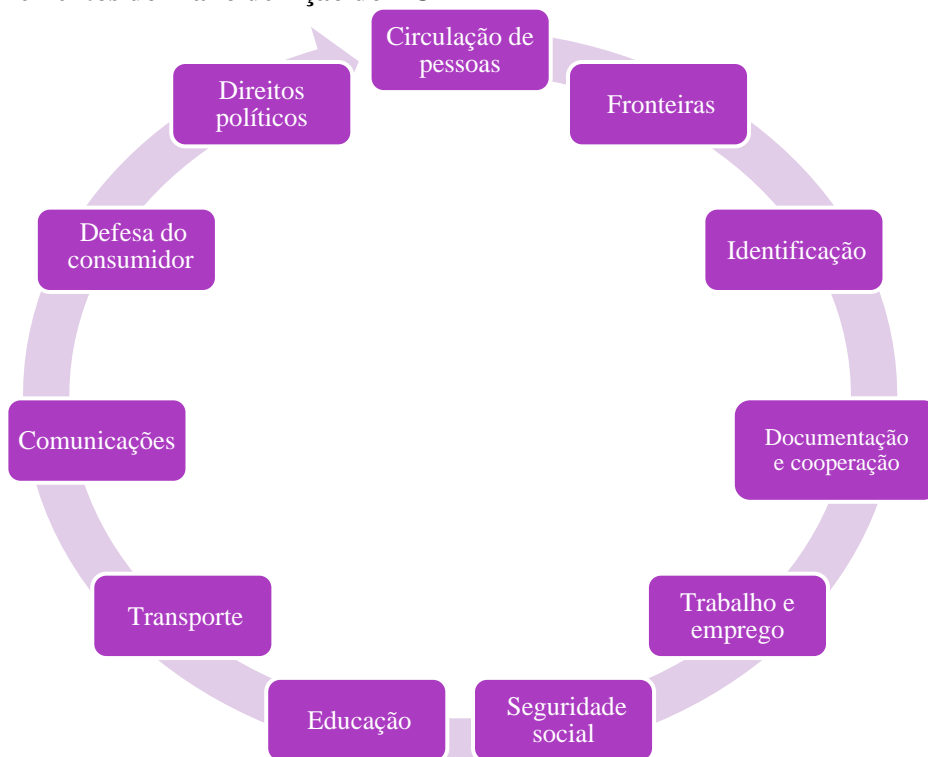 Circulação de
pessoas
Fronteiras
Identificação
Documentação
e cooperação
Trabalho e
emprego
Seguridade
social
Educação
Transporte
Comunicações
Defesa do
consumidor
Direitos
políticos